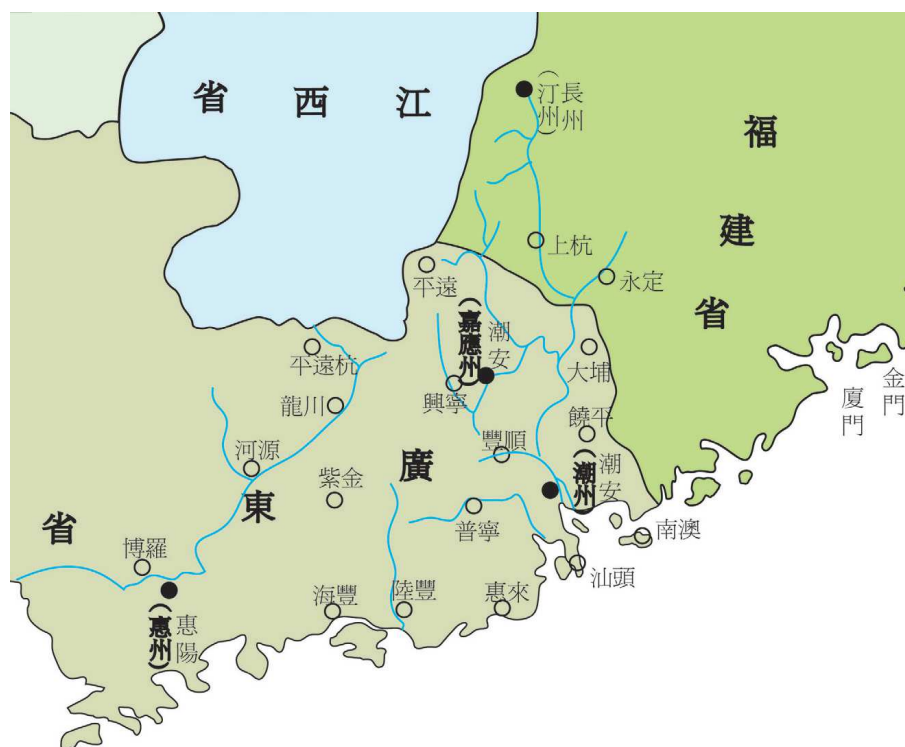 省西江
福建省
長州
(汀州)
上杭
永定
平遠
潮安
(嘉應州)
平遠杭
大埔
興寧
龍川
金門
廈門
饒平
豐順
廣東省
河源
紫金
潮安
(潮州)
普寧
南澳
博羅
汕頭
海豐
陸豐
惠來
惠陽
(惠州)